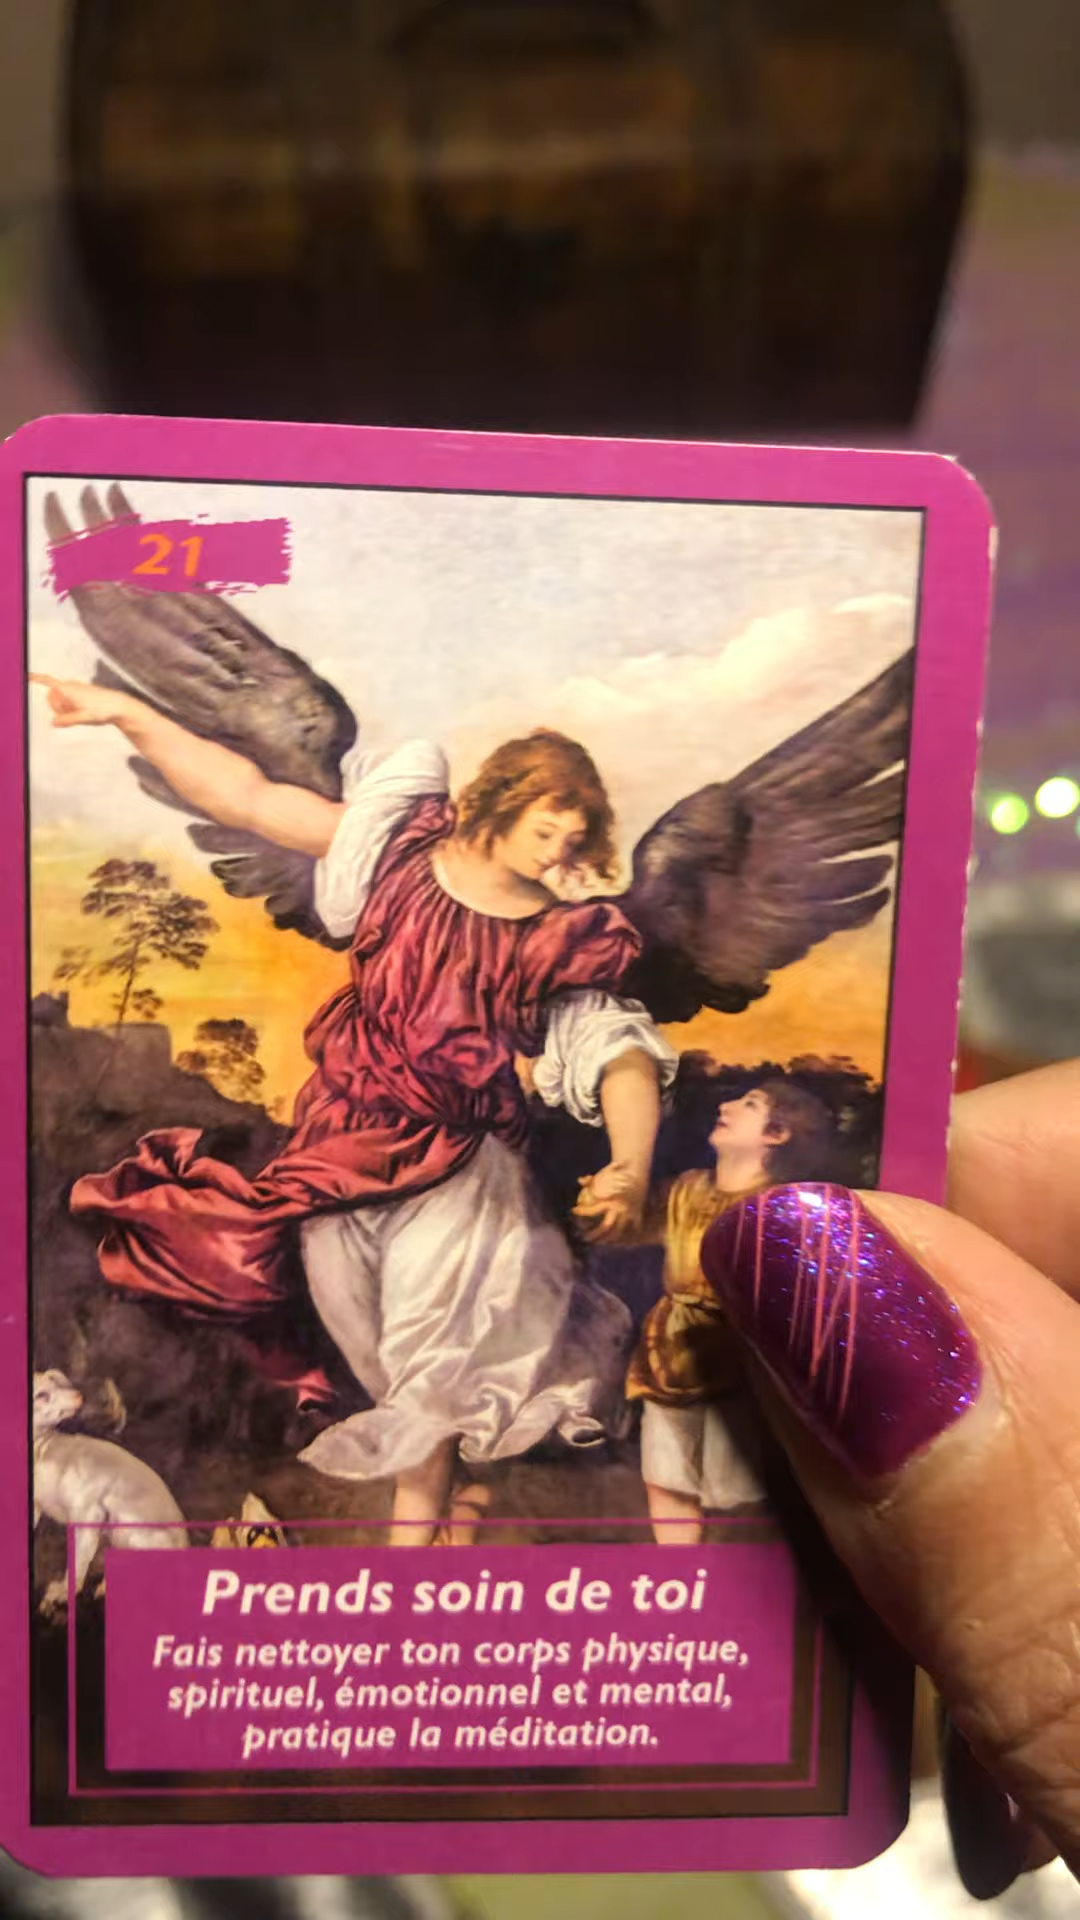 21
Prends soin de toi
Fais nettoyer ton corps physique,
spirituel, émotionnel et mental,
pratique la méditation.